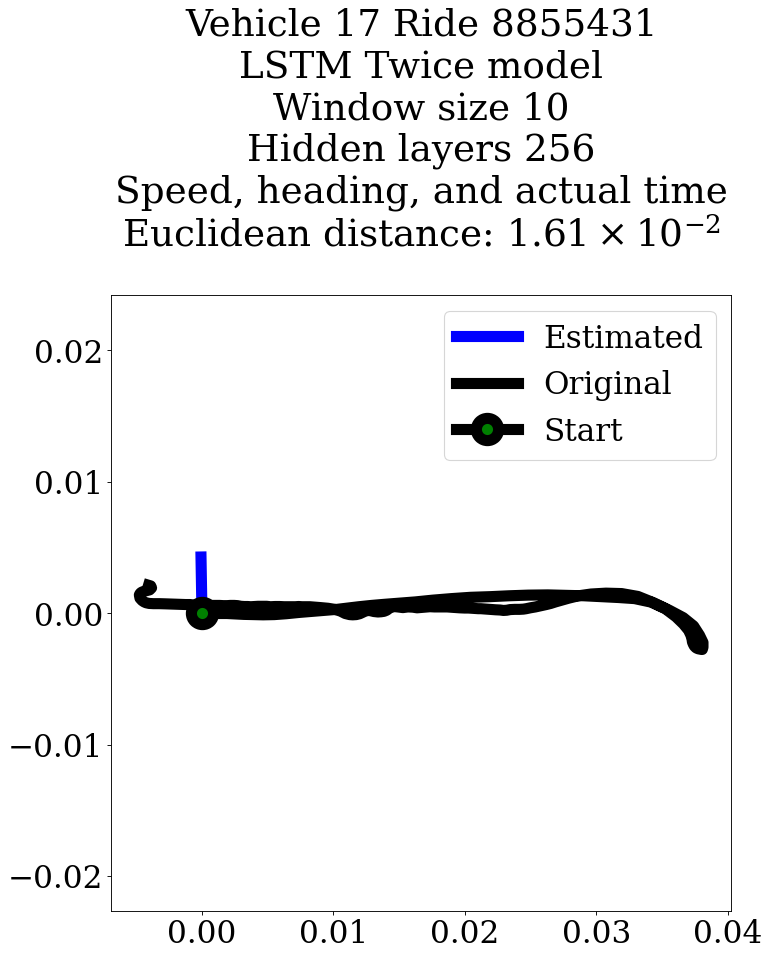 Vehicle 17 Ride 8855431
LSTM Twice model
Window size 10
Hidden layers 256
Speed, heading, and actual time
Euclidean distance: 1.61 × 10⁻²
Estimated
Original
Start
0.02
0.01
0.00
−0.01
−0.02
0.00 0.01 0.02 0.03 0.04